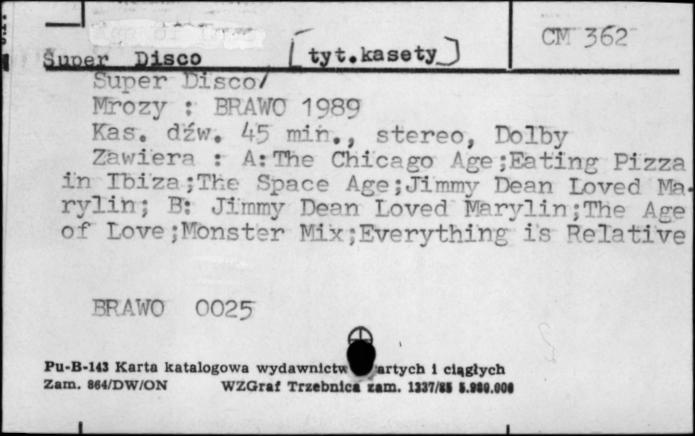 CM 362
Super Disco [tyt.kasety]
Super Disco/
Mrozy : BRAWO 1989
Kas. dźw. 45 min., stereo, Dolby
Zawiera : A:The Chicago Age;Eating Pizza
in Ibiza;The Space Age;Jimmy Dean Loved Ma-
rylin; B: Jimmy Dean Loved Marylin;The Age
of Love;Monster Mix;Everything is Relative
BRAWO 0025
Pu-B-143 Karta katalogowa wydawnictw artych i ciągłych
Zam. 864/DW/ON WZGraf Trzebnica zam. 1337/85 5.980.000